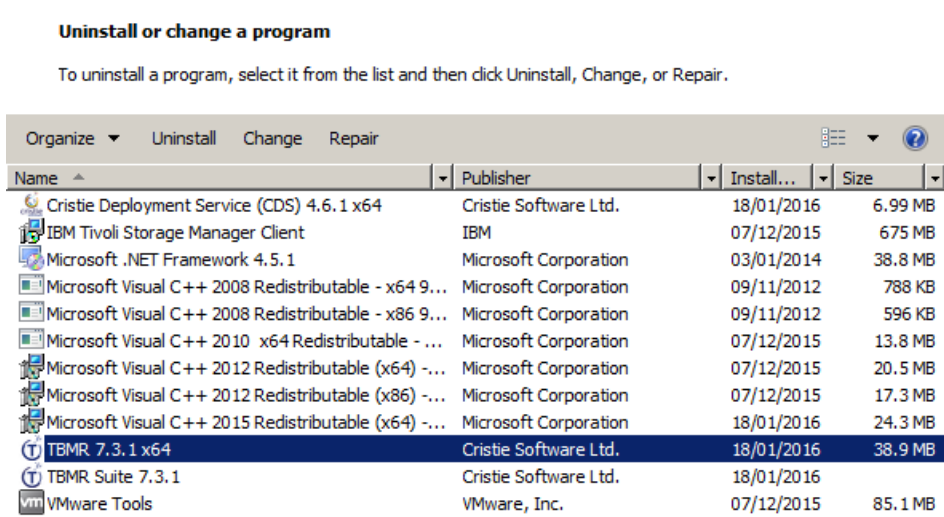 Uninstall or change a program
To uninstall a program, select it from the list and then click Uninstall, Change, or Repair.
Organize Uninstall Change Repair
Name Publisher Install... Size
Cristie Deployment Service (CDS) 4.6.1 x64 Cristie Software Ltd. 18/01/2016 6.99 MB
IBM Tivoli Storage Manager Client IBM 07/12/2015 675 MB
Microsoft .NET Framework 4.5.1 Microsoft Corporation 03/01/2014 38.8 MB
Microsoft Visual C++ 2008 Redistributable - x64 9... Microsoft Corporation 09/11/2012 788 KB
Microsoft Visual C++ 2008 Redistributable - x86 9... Microsoft Corporation 09/11/2012 596 KB
Microsoft Visual C++ 2010 x64 Redistributable - ... Microsoft Corporation 07/12/2015 13.8 MB
Microsoft Visual C++ 2012 Redistributable (x64) -... Microsoft Corporation 07/12/2015 20.5 MB
Microsoft Visual C++ 2012 Redistributable (x86) -... Microsoft Corporation 07/12/2015 17.3 MB
Microsoft Visual C++ 2015 Redistributable (x64) -... Microsoft Corporation 18/01/2016 24.3 MB
TBMR 7.3.1 x64 Cristie Software Ltd. 18/01/2016 38.9 MB
TBMR Suite 7.3.1 Cristie Software Ltd. 18/01/2016
vm VMware Tools VMware, Inc. 07/12/2015 85.1 MB